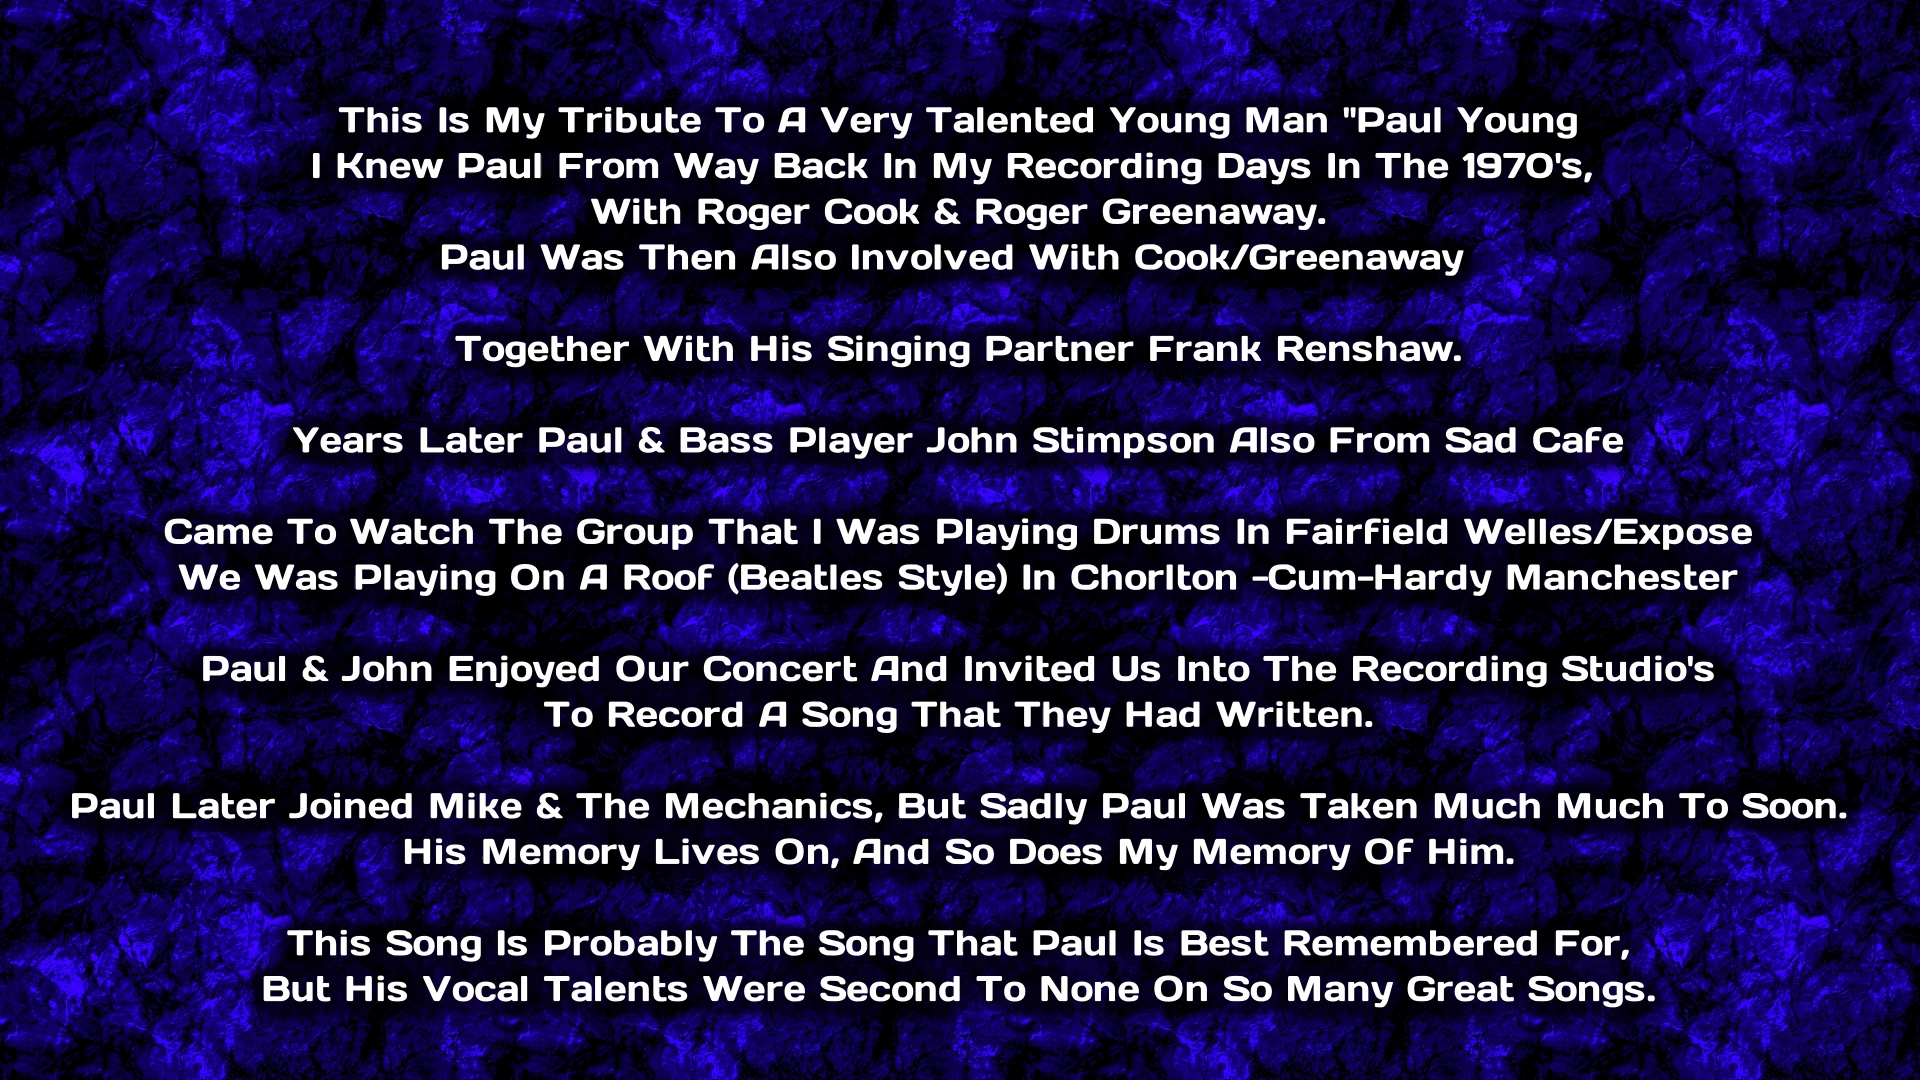 This Is My Tribute To A Very Talented Young Man "Paul Young
I Knew Paul From Way Back In My Recording Days In The 1970's,
With Roger Cook & Roger Greenaway.
Paul Was Then Also Involved With Cook/Greenaway
Together With His Singing Partner Frank Renshaw.
Years Later Paul & Bass Player John Stimpson Also From Sad Cafe
Came To Watch The Group That I Was Playing Drums In Fairfield Welles/Expose
We Was Playing On A Roof (Beatles Style) In Chorlton -Cum-Hardy Manchester
Paul & John Enjoyed Our Concert And Invited Us Into The Recording Studio's
To Record A Song That They Had Written.
Paul Later Joined Mike & The Mechanics, But Sadly Paul Was Taken Much Much To Soon.
His Memory Lives On, And So Does My Memory Of Him.
This Song Is Probably The Song That Paul Is Best Remembered For,
But His Vocal Talents Were Second To None On So Many Great Songs.